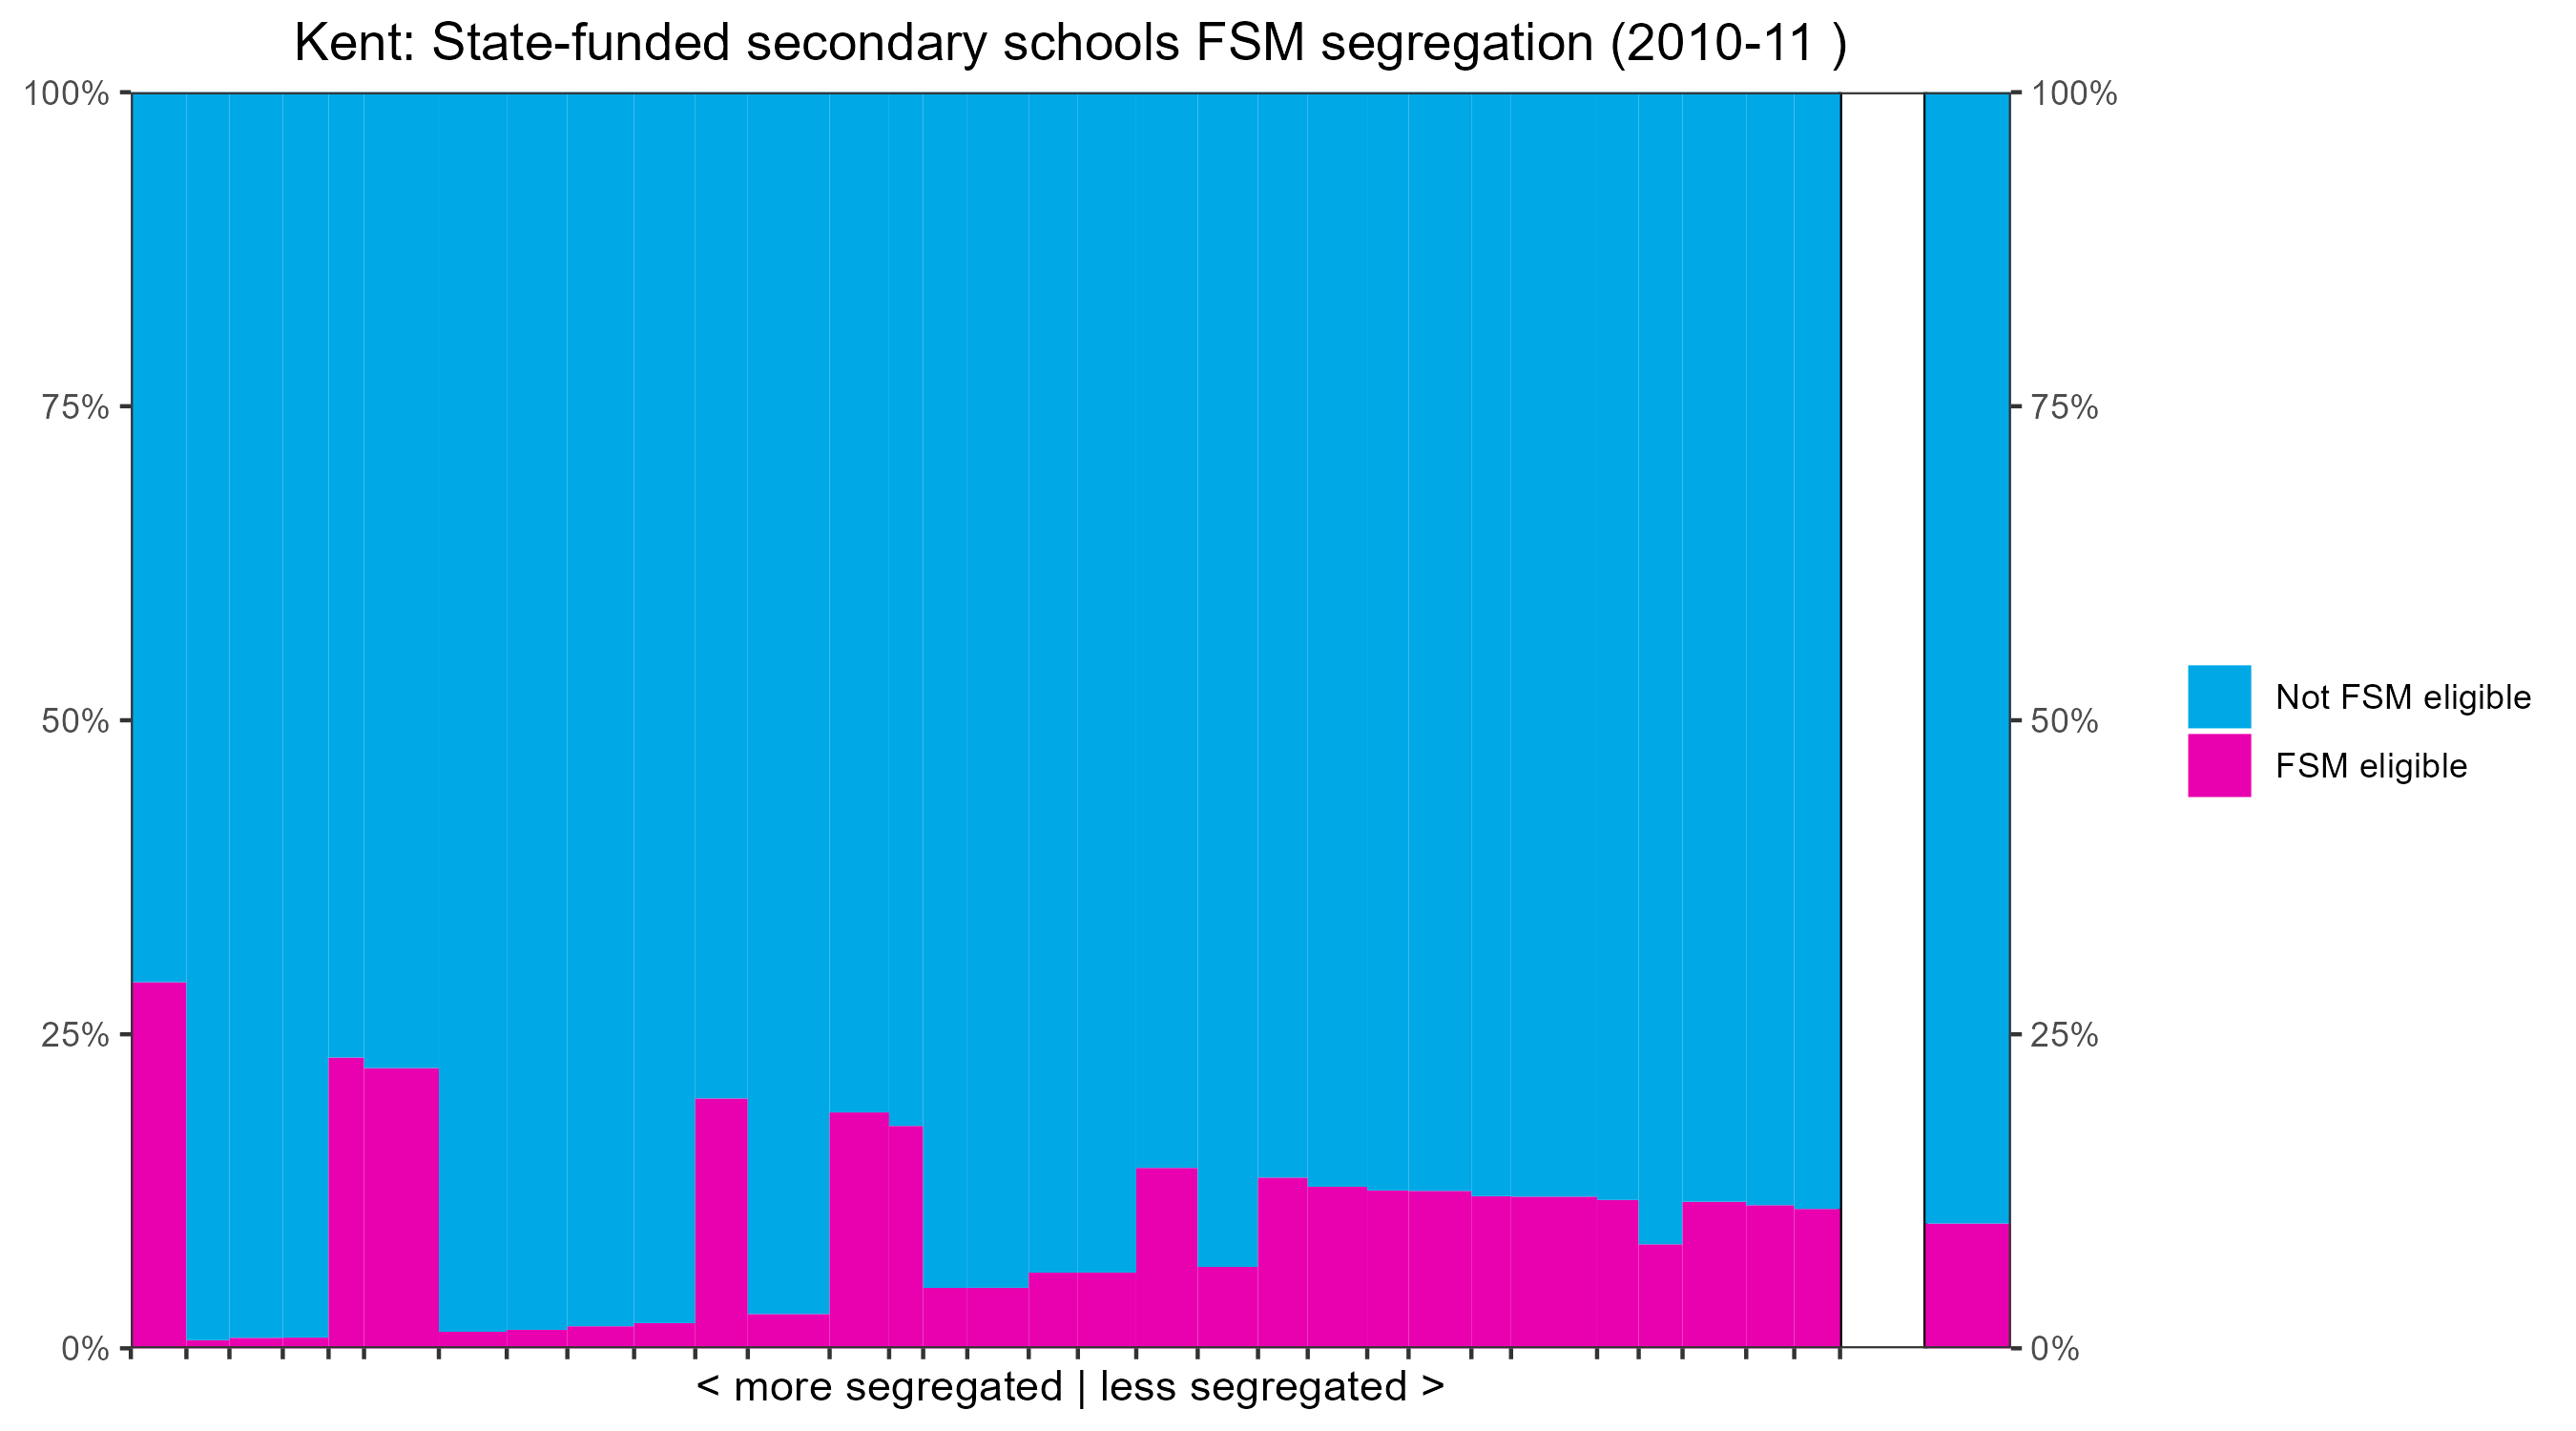 Kent: State-funded secondary schools FSM segregation (2010-11 )
100%
75%
50%
25%
0%
100%
75%
50%
25%
0%
< more segregated | less segregated >
Not FSM eligible
FSM eligible